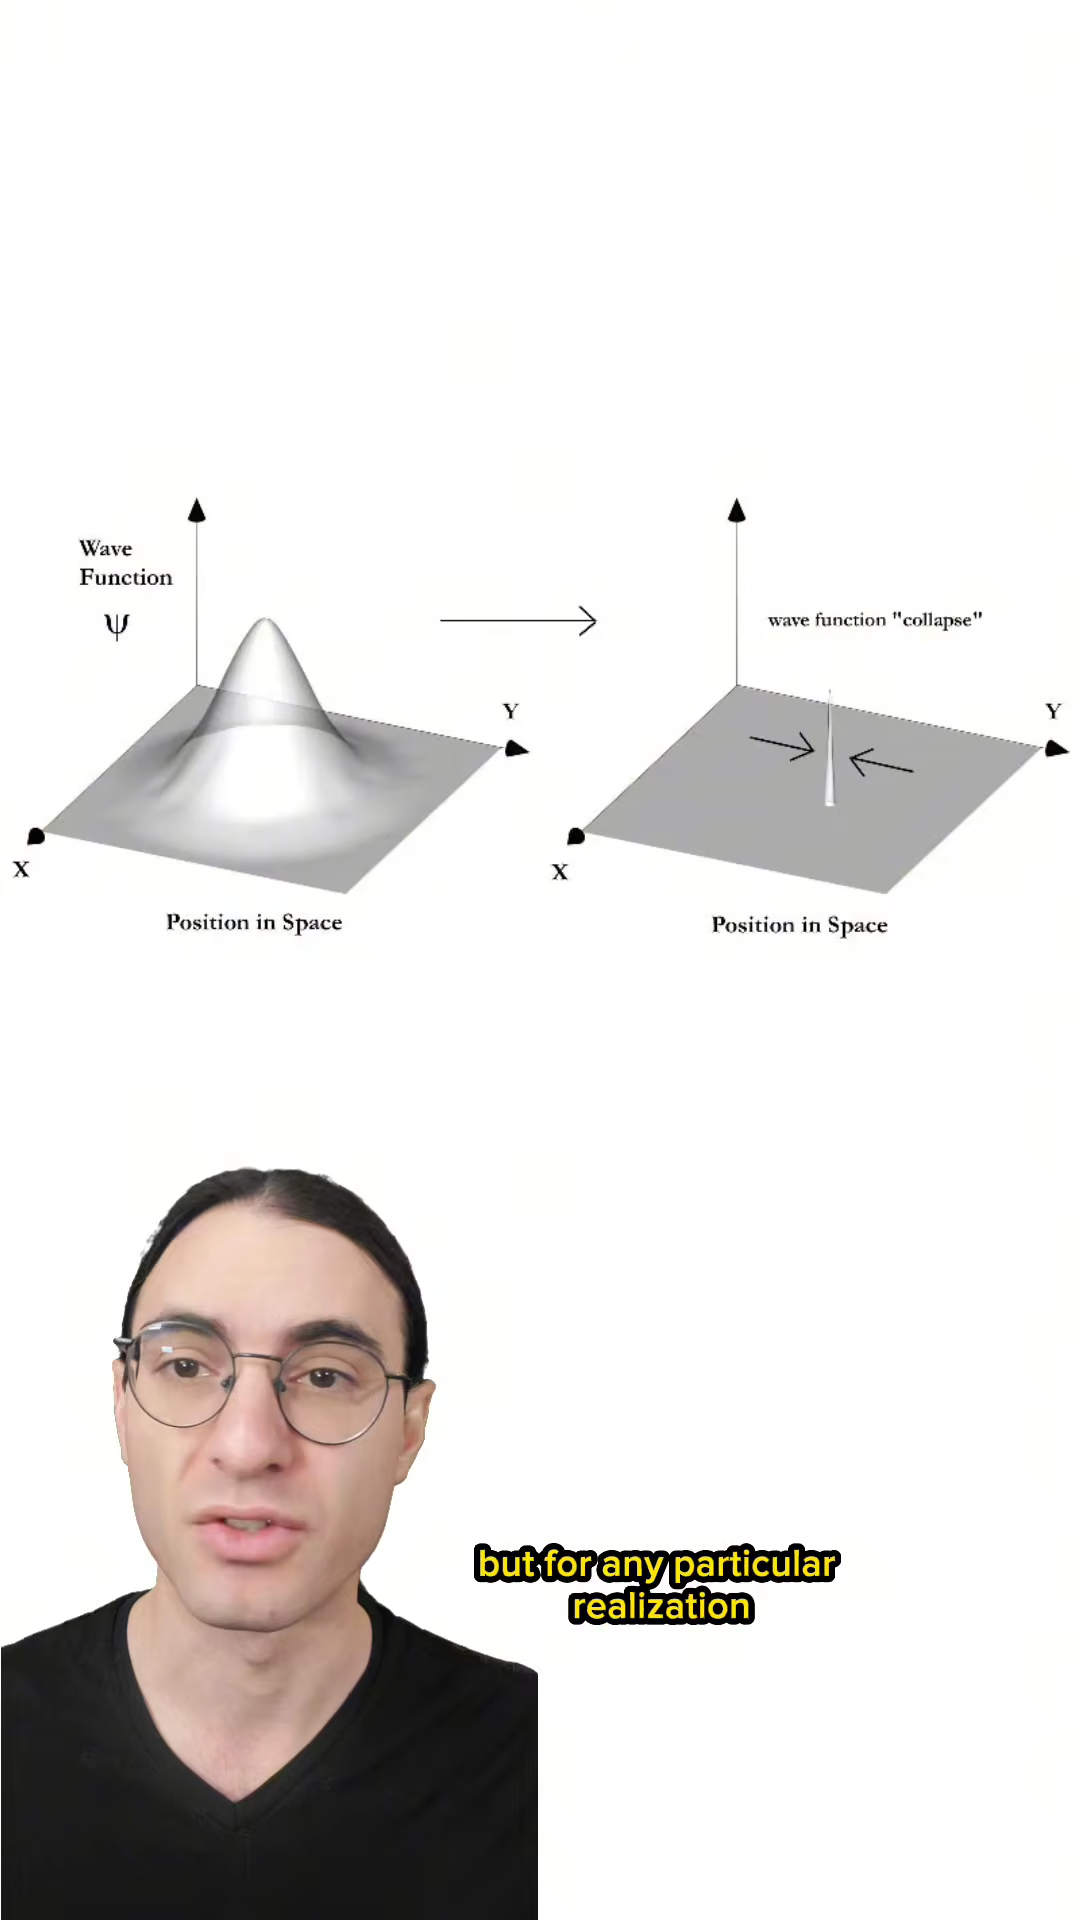 Wave
Function
ψ
Y
X
Position in Space
wave function "collapse"
Y
X
Position in Space
but for any particular
realization